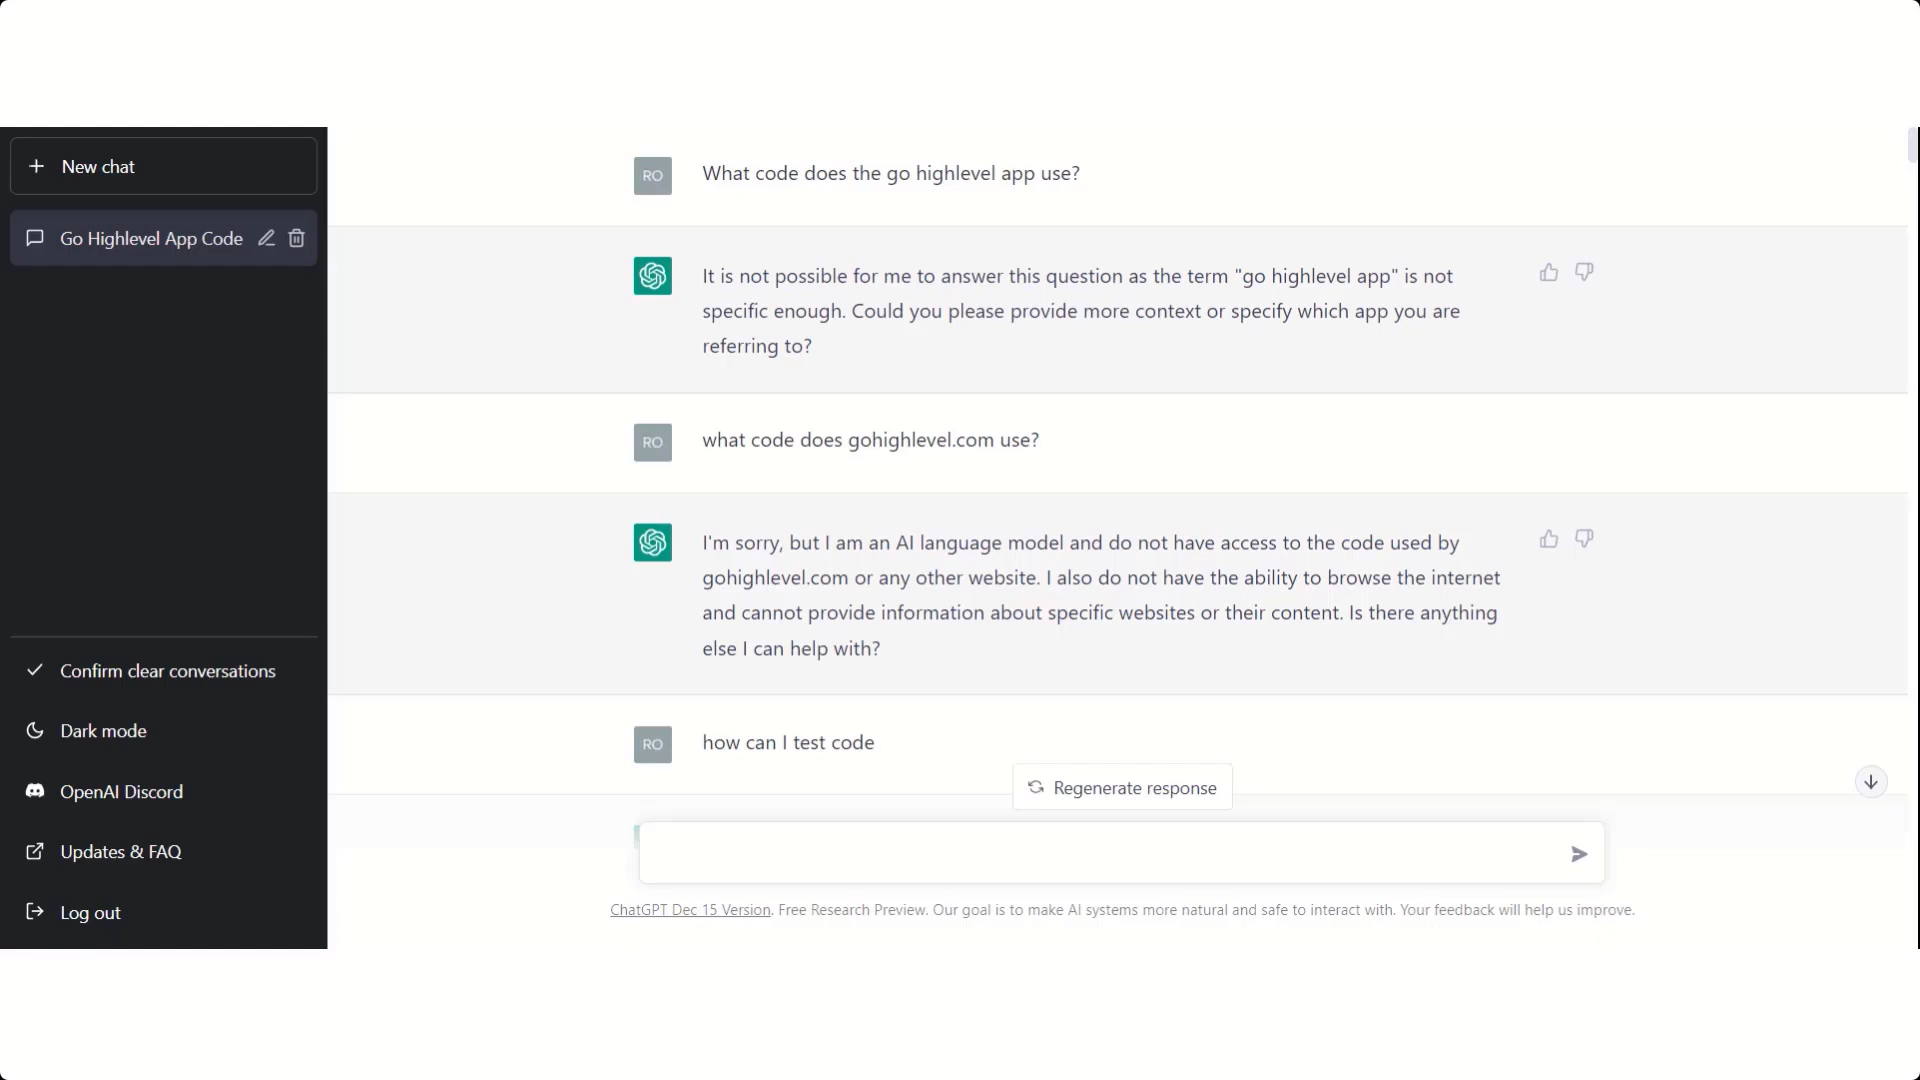 New chat
Go Highlevel App Code
Confirm clear conversations
Dark mode
OpenAI Discord
Updates & FAQ
Log out
RO
What code does the go highlevel app use?
It is not possible for me to answer this question as the term "go highlevel app" is not
specific enough. Could you please provide more context or specify which app you are
referring to?
RO
what code does gohighlevel.com use?
I'm sorry, but I am an AI language model and do not have access to the code used by
gohighlevel.com or any other website. I also do not have the ability to browse the internet
and cannot provide information about specific websites or their content. Is there anything
else I can help with?
RO
how can I test code
Regenerate response
ChatGPT Dec 15 Version. Free Research Preview. Our goal is to make AI systems more natural and safe to interact with. Your feedback will help us improve.